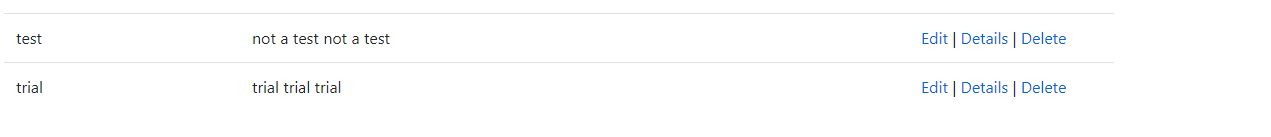 test not a test not a test Edit | Details | Delete
trial trial trial trial Edit | Details | Delete